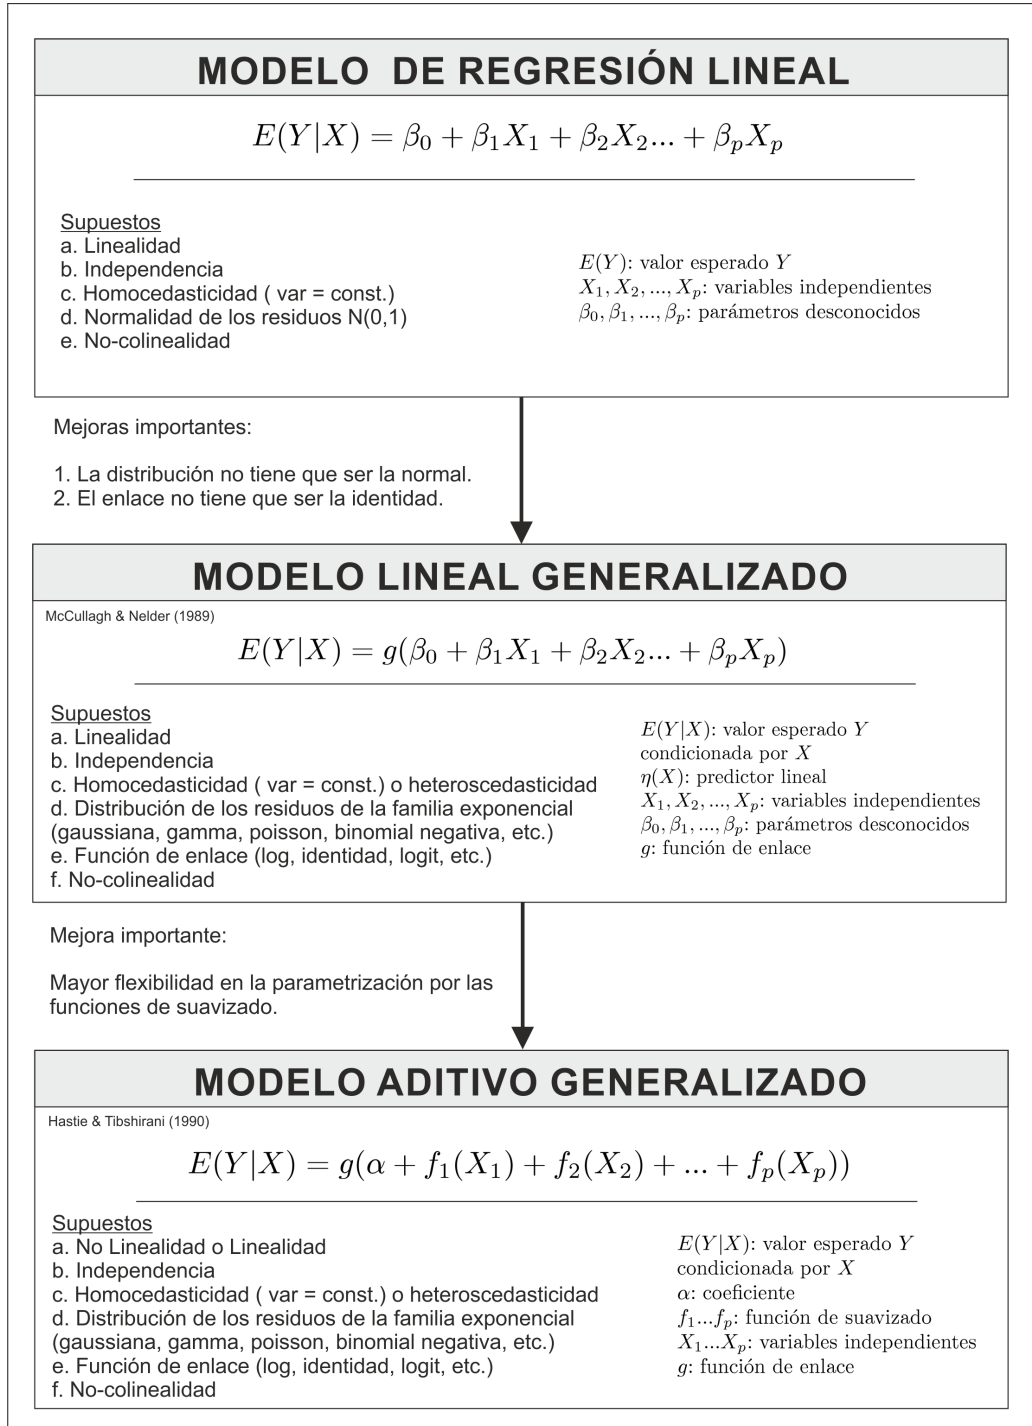 MODELO DE REGRESIÓN LINEAL
E(Y|X) = β₀ + β₁X₁ + β₂X₂... + βₚXₚ
Supuestos
a. Linealidad
b. Independencia
c. Homocedasticidad ( var = const.)
d. Normalidad de los residuos N(0,1)
e. No-colinealidad
E(Y): valor esperado Y
X₁, X₂, ..., Xₚ: variables independientes
β₀, β₁, ..., βₚ: parámetros desconocidos
Mejoras importantes:
1. La distribución no tiene que ser la normal.
2. El enlace no tiene que ser la identidad.
MODELO LINEAL GENERALIZADO
McCullagh & Nelder (1989)
E(Y|X) = g(β₀ + β₁X₁ + β₂X₂... + βₚXₚ)
Supuestos
a. Linealidad
b. Independencia
c. Homocedasticidad ( var = const.) o heteroscedasticidad
d. Distribución de los residuos de la familia exponencial
(gaussiana, gamma, poisson, binomial negativa, etc.)
e. Función de enlace (log, identidad, logit, etc.)
f. No-colinealidad
E(Y|X): valor esperado Y
condicionada por X
η(X): predictor lineal
X₁, X₂, ..., Xₚ: variables independientes
β₀, β₁, ..., βₚ: parámetros desconocidos
g: función de enlace
Mejora importante:
Mayor flexibilidad en la parametrización por las
funciones de suavizado.
MODELO ADITIVO GENERALIZADO
Hastie & Tibshirani (1990)
E(Y|X) = g(α + f₁(X₁) + f₂(X₂) + ... + fₚ(Xₚ))
Supuestos
a. No Linealidad o Linealidad
b. Independencia
c. Homocedasticidad ( var = const.) o heteroscedasticidad
d. Distribución de los residuos de la familia exponencial
(gaussiana, gamma, poisson, binomial negativa, etc.)
e. Función de enlace (log, identidad, logit, etc.)
f. No-colinealidad
E(Y|X): valor esperado Y
condicionada por X
α: coeficiente
f₁...fₚ: función de suavizado
X₁...Xₚ: variables independientes
g: función de enlace